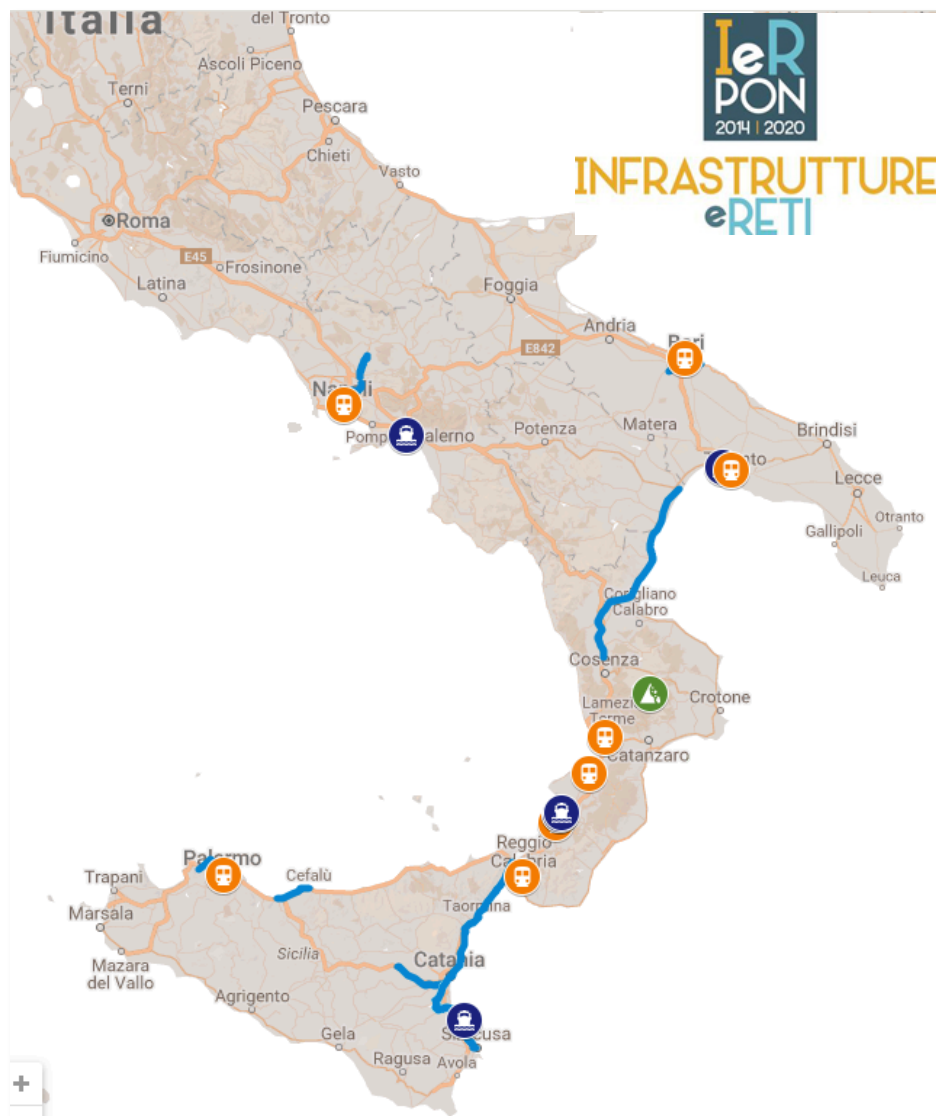 Italia
del Tronto
Ascoli Piceno
Terni
Pescara
Chieti
Vasto
Roma
Fiumicino
E45
Frosinone
Latina
IeR
PON
2014 | 2020
INFRASTRUTTURE
eRETI
Foggia
Andria
E842
Bari
Napoli
Potenza
Matera
Brindisi
Lecce
Otranto
Gallipoli
Leuca
Corigliano
Calabro
Cosenza
Lamezia
Terme
Crotone
Catanzaro
Reggio
Calabria
Palermo
Cefalù
Trapani
Marsala
Mazara
del Vallo
Taormina
Sicilia
Catania
Agrigento
Gela
Ragusa
Avola
+